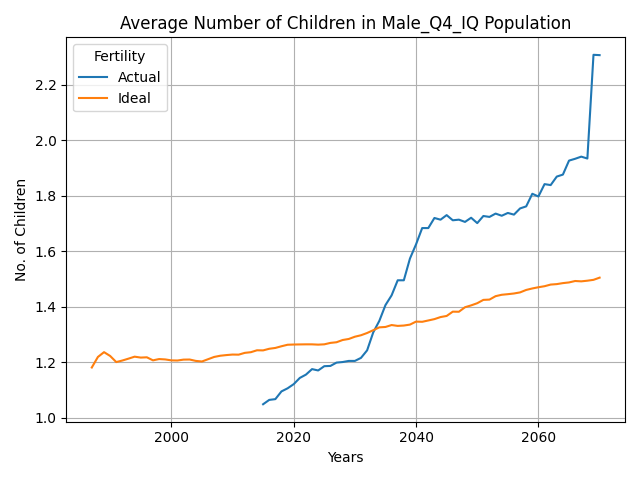 Average Number of Children in Male_Q4_IQ Population
Fertility
Actual
Ideal
No. of Children
2.2
2.0
1.8
1.6
1.4
1.2
1.0
2000
2020
2040
2060
Years